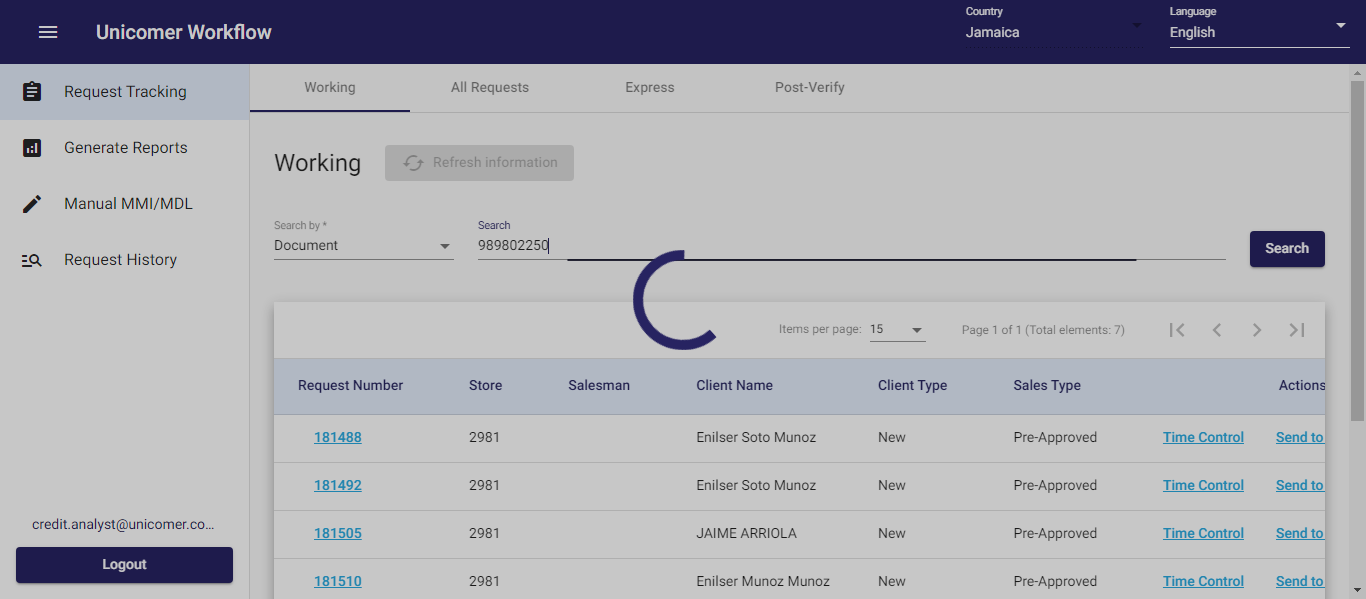 Unicomer Workflow
Country
Jamaica
Language
English
Request Tracking
Generate Reports
Manual MMI/MDL
Request History
credit.analyst@unicomer.co...
Logout
Working All Requests Express Post-Verify
Working Refresh information
Search by *
Document
Search
989802250
Search
Items per page: 15 Page 1 of 1 (Total elements: 7)
Request Number Store Salesman Client Name Client Type Sales Type Actions
181488 2981 Enilser Soto Munoz New Pre-Approved Time Control Send to
181492 2981 Enilser Soto Munoz New Pre-Approved Time Control Send to
181505 2981 JAIME ARRIOLA New Pre-Approved Time Control Send to
181510 2981 Enilser Munoz Munoz New Pre-Approved Time Control Send to